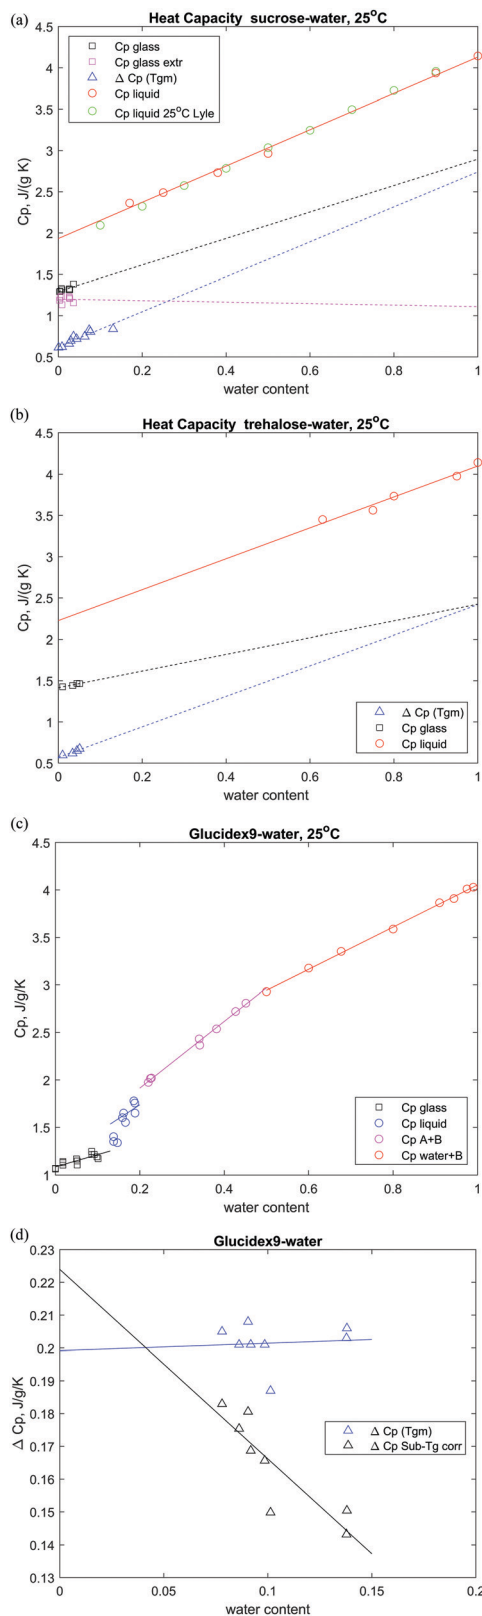 (a)
Heat Capacity sucrose-water, 25°C
Cp glass
Cp glass extr
Δ Cp (Tgm)
Cp liquid
Cp liquid 25°C Lyle
4.5
4
3.5
3
2.5
2
1.5
1
0.5
Cp, J/(g K)
0
0.2
0.4
0.6
0.8
1
water content
(b)
Heat Capacity trehalose-water, 25°C
4.5
4
3.5
3
2.5
2
1.5
1
0.5
Cp, J/(g K)
Δ Cp (Tgm)
Cp glass
Cp liquid
0
0.2
0.4
0.6
0.8
1
water content
(c)
Glucidex9-water, 25°C
4.5
4
3.5
3
2.5
2
1.5
1
Cp, J/g/K
Cp glass
Cp liquid
Cp A+B
Cp water+B
0
0.2
0.4
0.6
0.8
1
water content
(d)
Glucidex9-water
0.23
0.22
0.21
0.2
0.19
0.18
0.17
0.16
0.15
0.14
0.13
Δ Cp, J/g/K
Δ Cp (Tgm)
Δ Cp Sub-Tg corr
0
0.05
0.1
0.15
0.2
water content